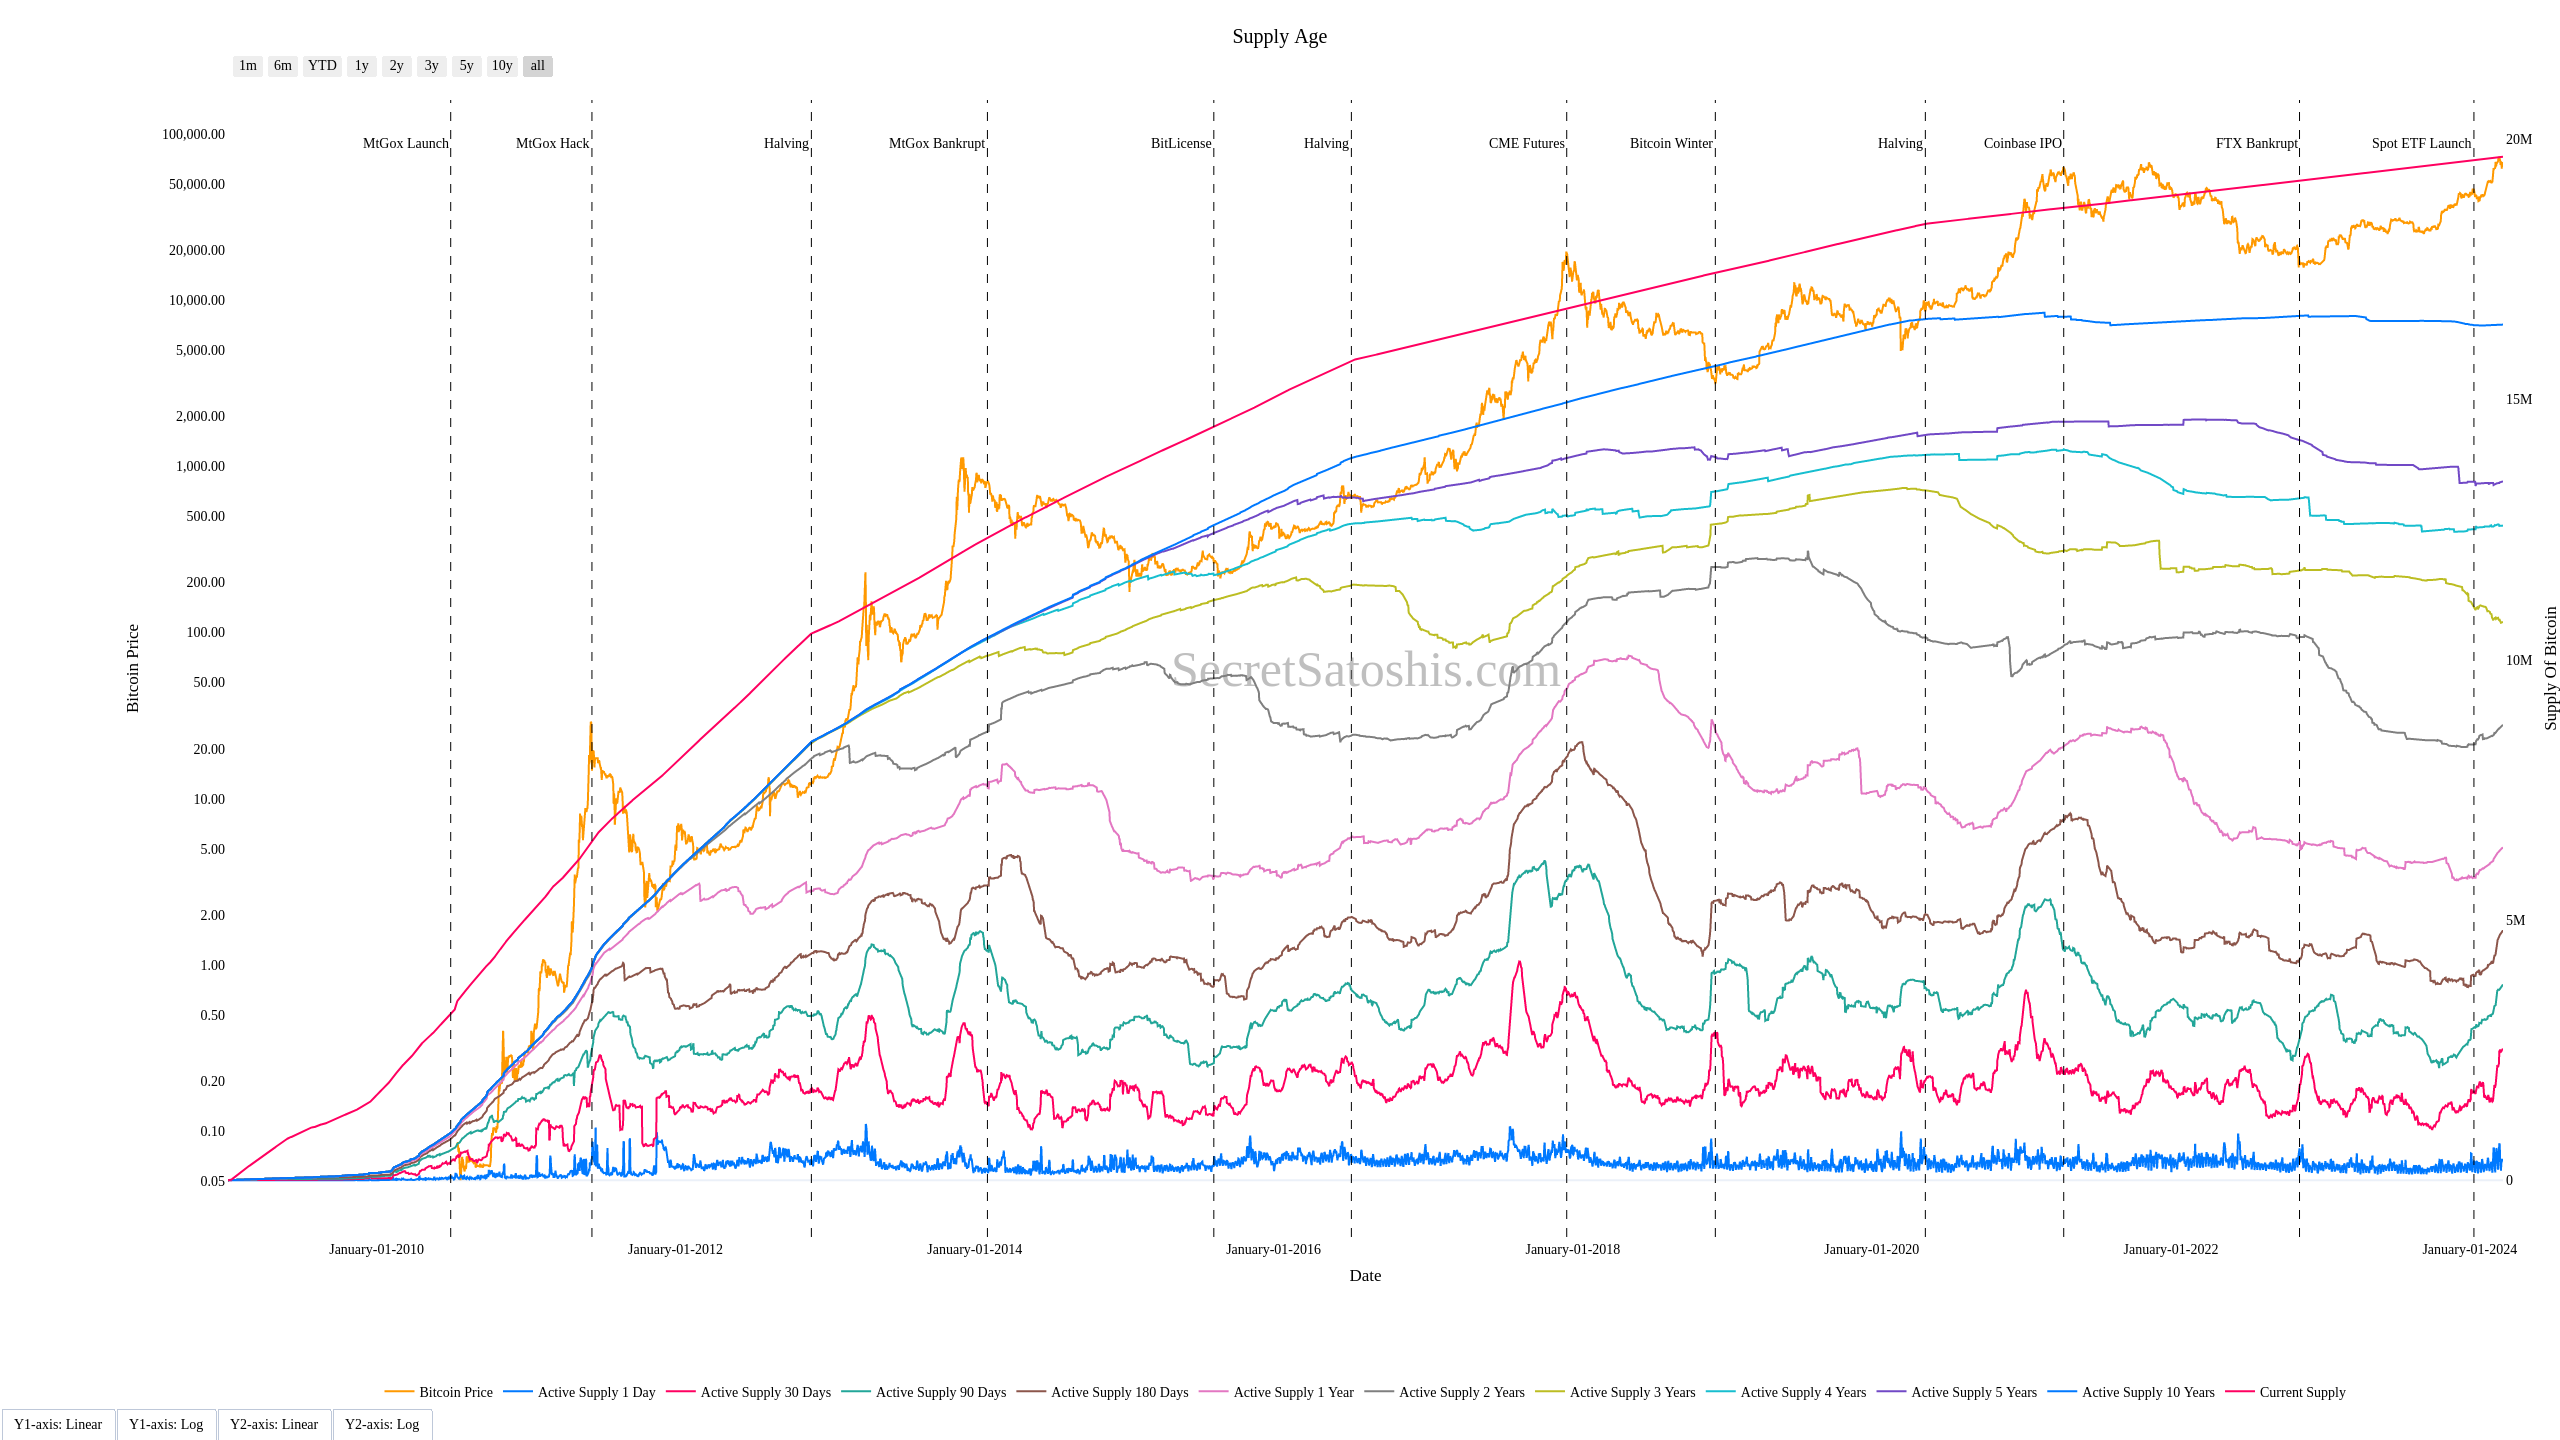 Supply Age
1m 6m YTD 1y 2y 3y 5y 10y all
MtGox Launch MtGox Hack Halving MtGox Bankrupt BitLicense Halving CME Futures Bitcoin Winter Halving Coinbase IPO FTX Bankrupt Spot ETF Launch
100,000.00
50,000.00
20,000.00
10,000.00
5,000.00
2,000.00
1,000.00
500.00
200.00
100.00
50.00
20.00
10.00
5.00
2.00
1.00
0.50
0.20
0.10
0.05
Bitcoin Price
20M
15M
10M
5M
0
Supply Of Bitcoin
SecretSatoshis.com
January-01-2010 January-01-2012 January-01-2014 January-01-2016 January-01-2018 January-01-2020 January-01-2022 January-01-2024
Date
Bitcoin Price Active Supply 1 Day Active Supply 30 Days Active Supply 90 Days Active Supply 180 Days Active Supply 1 Year Active Supply 2 Years Active Supply 3 Years Active Supply 4 Years Active Supply 5 Years Active Supply 10 Years Current Supply
Y1-axis: Linear Y1-axis: Log Y2-axis: Linear Y2-axis: Log